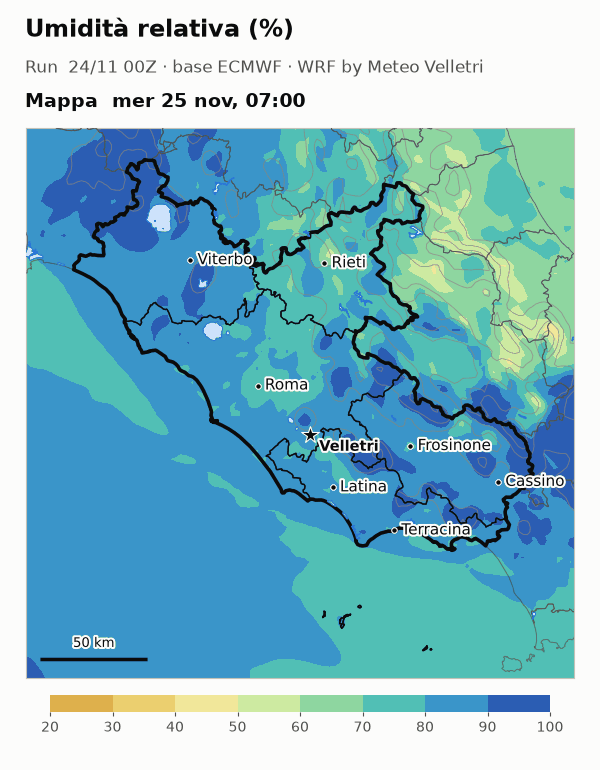 Umidità relativa (%)
Run  24/11 00Z · base ECMWF · WRF by Meteo Velletri
Mappa  mer 25 nov, 07:00
Viterbo
Rieti
Roma
Velletri
Frosinone
Latina
Cassino
Terracina
50 km
20 30 40 50 60 70 80 90 100